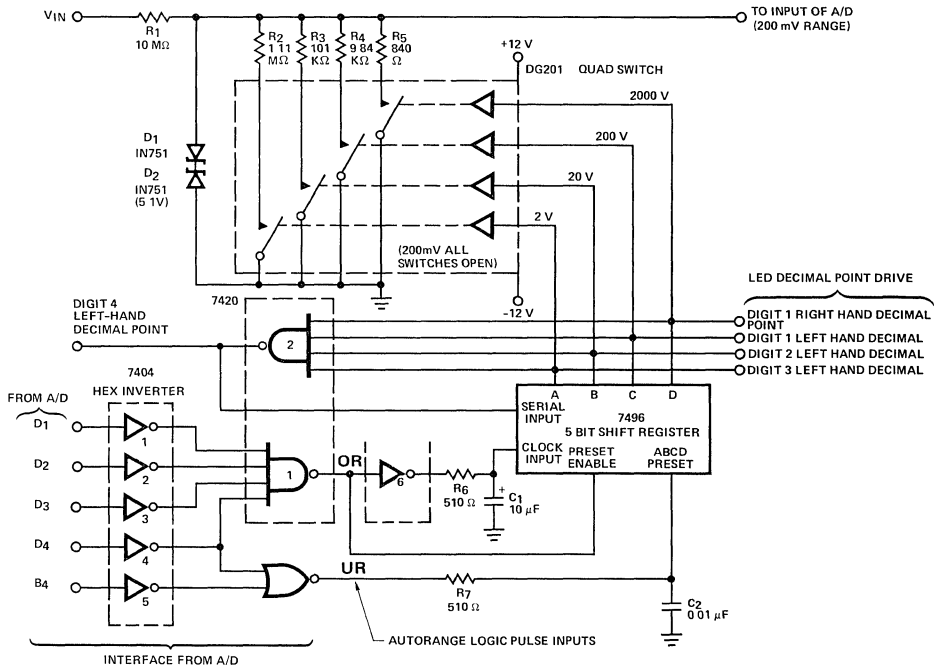 VIN
R1
10 MΩ
R2
1 11
MΩ
R3
101
KΩ
R4
9 84
KΩ
R5
840
Ω
TO INPUT OF A/D
(200 mV RANGE)
+12 V
DG201 QUAD SWITCH
2000 V
200 V
20 V
2 V
D1
IN751
D2
IN751
(5 1V)
(200mV ALL
SWITCHES OPEN)
-12 V
DIGIT 4
LEFT-HAND
DECIMAL POINT
7420
2
LED DECIMAL POINT DRIVE
DIGIT 1 RIGHT HAND DECIMAL
POINT
DIGIT 1 LEFT HAND DECIMAL
DIGIT 2 LEFT HAND DECIMAL
DIGIT 3 LEFT HAND DECIMAL
7404
HEX INVERTER
FROM A/D
D1
1
D2
2
D3
3
D4
4
B4
5
1
OR
6
R6
510 Ω
+
C1
10 µF
A B C D
SERIAL
INPUT
7496
5 BIT SHIFT REGISTER
CLOCK
INPUT
PRESET
ENABLE
ABCD
PRESET
UR
R7
510 Ω
C2
0 01 µF
AUTORANGE LOGIC PULSE INPUTS
INTERFACE FROM A/D